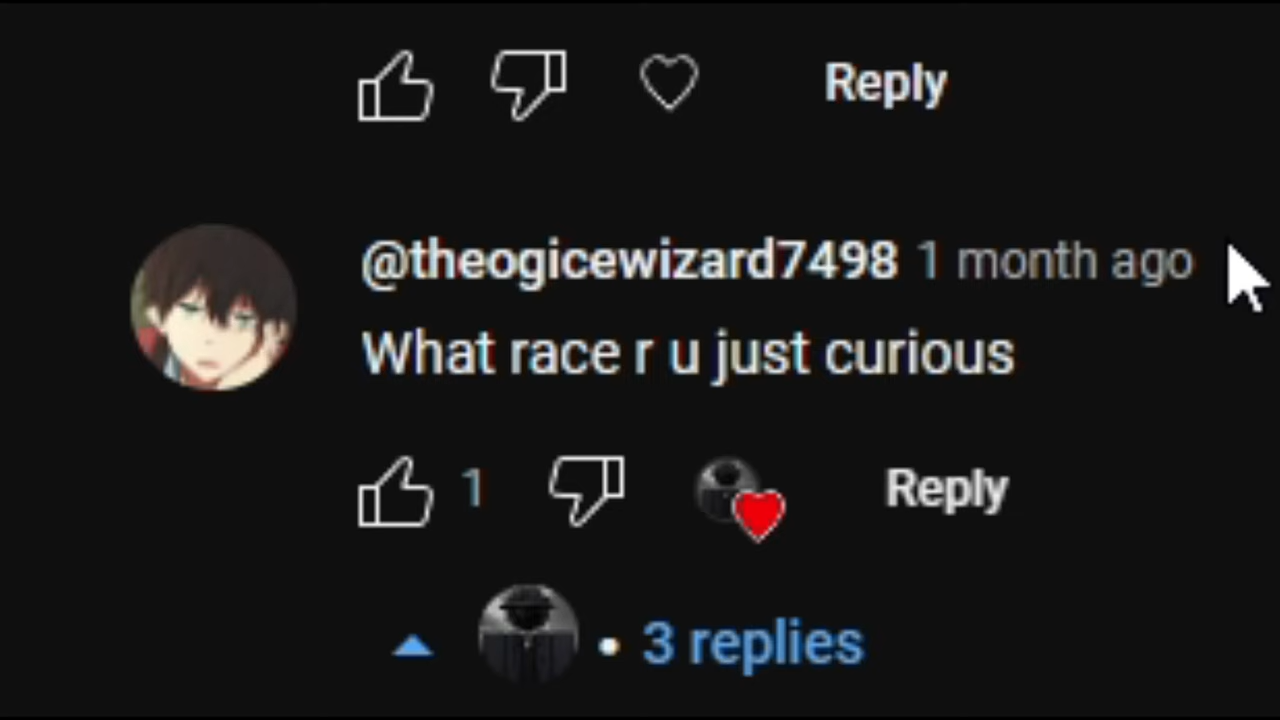 Reply
@theogicewizard7498 1 month ago
What race r u just curious
1 Reply
3 replies